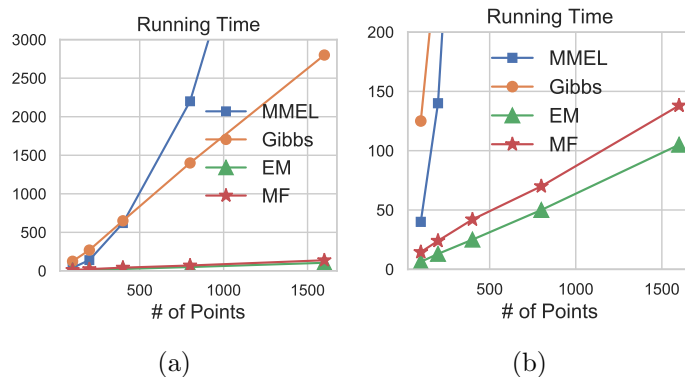 Running Time
3000
2500
2000
1500
1000
500
0
MMEL
Gibbs
EM
MF
500
1000
1500
# of Points
(a)
Running Time
200
150
100
50
0
MMEL
Gibbs
EM
MF
500
1000
1500
# of Points
(b)